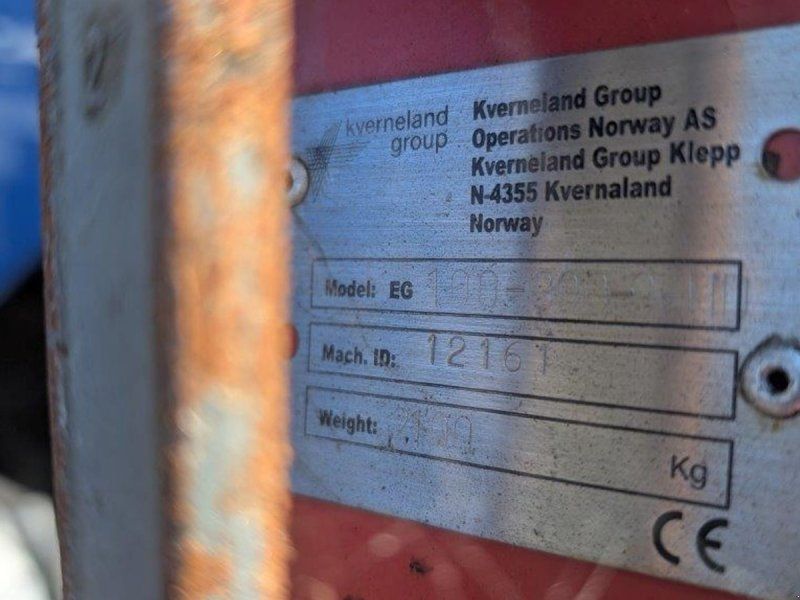 kverneland
group
Kverneland Group
Operations Norway AS
Kverneland Group Klepp
N-4355 Kvernaland
Norway
Model: EG
Mach. ID: 12161
Weight: Kg
CE